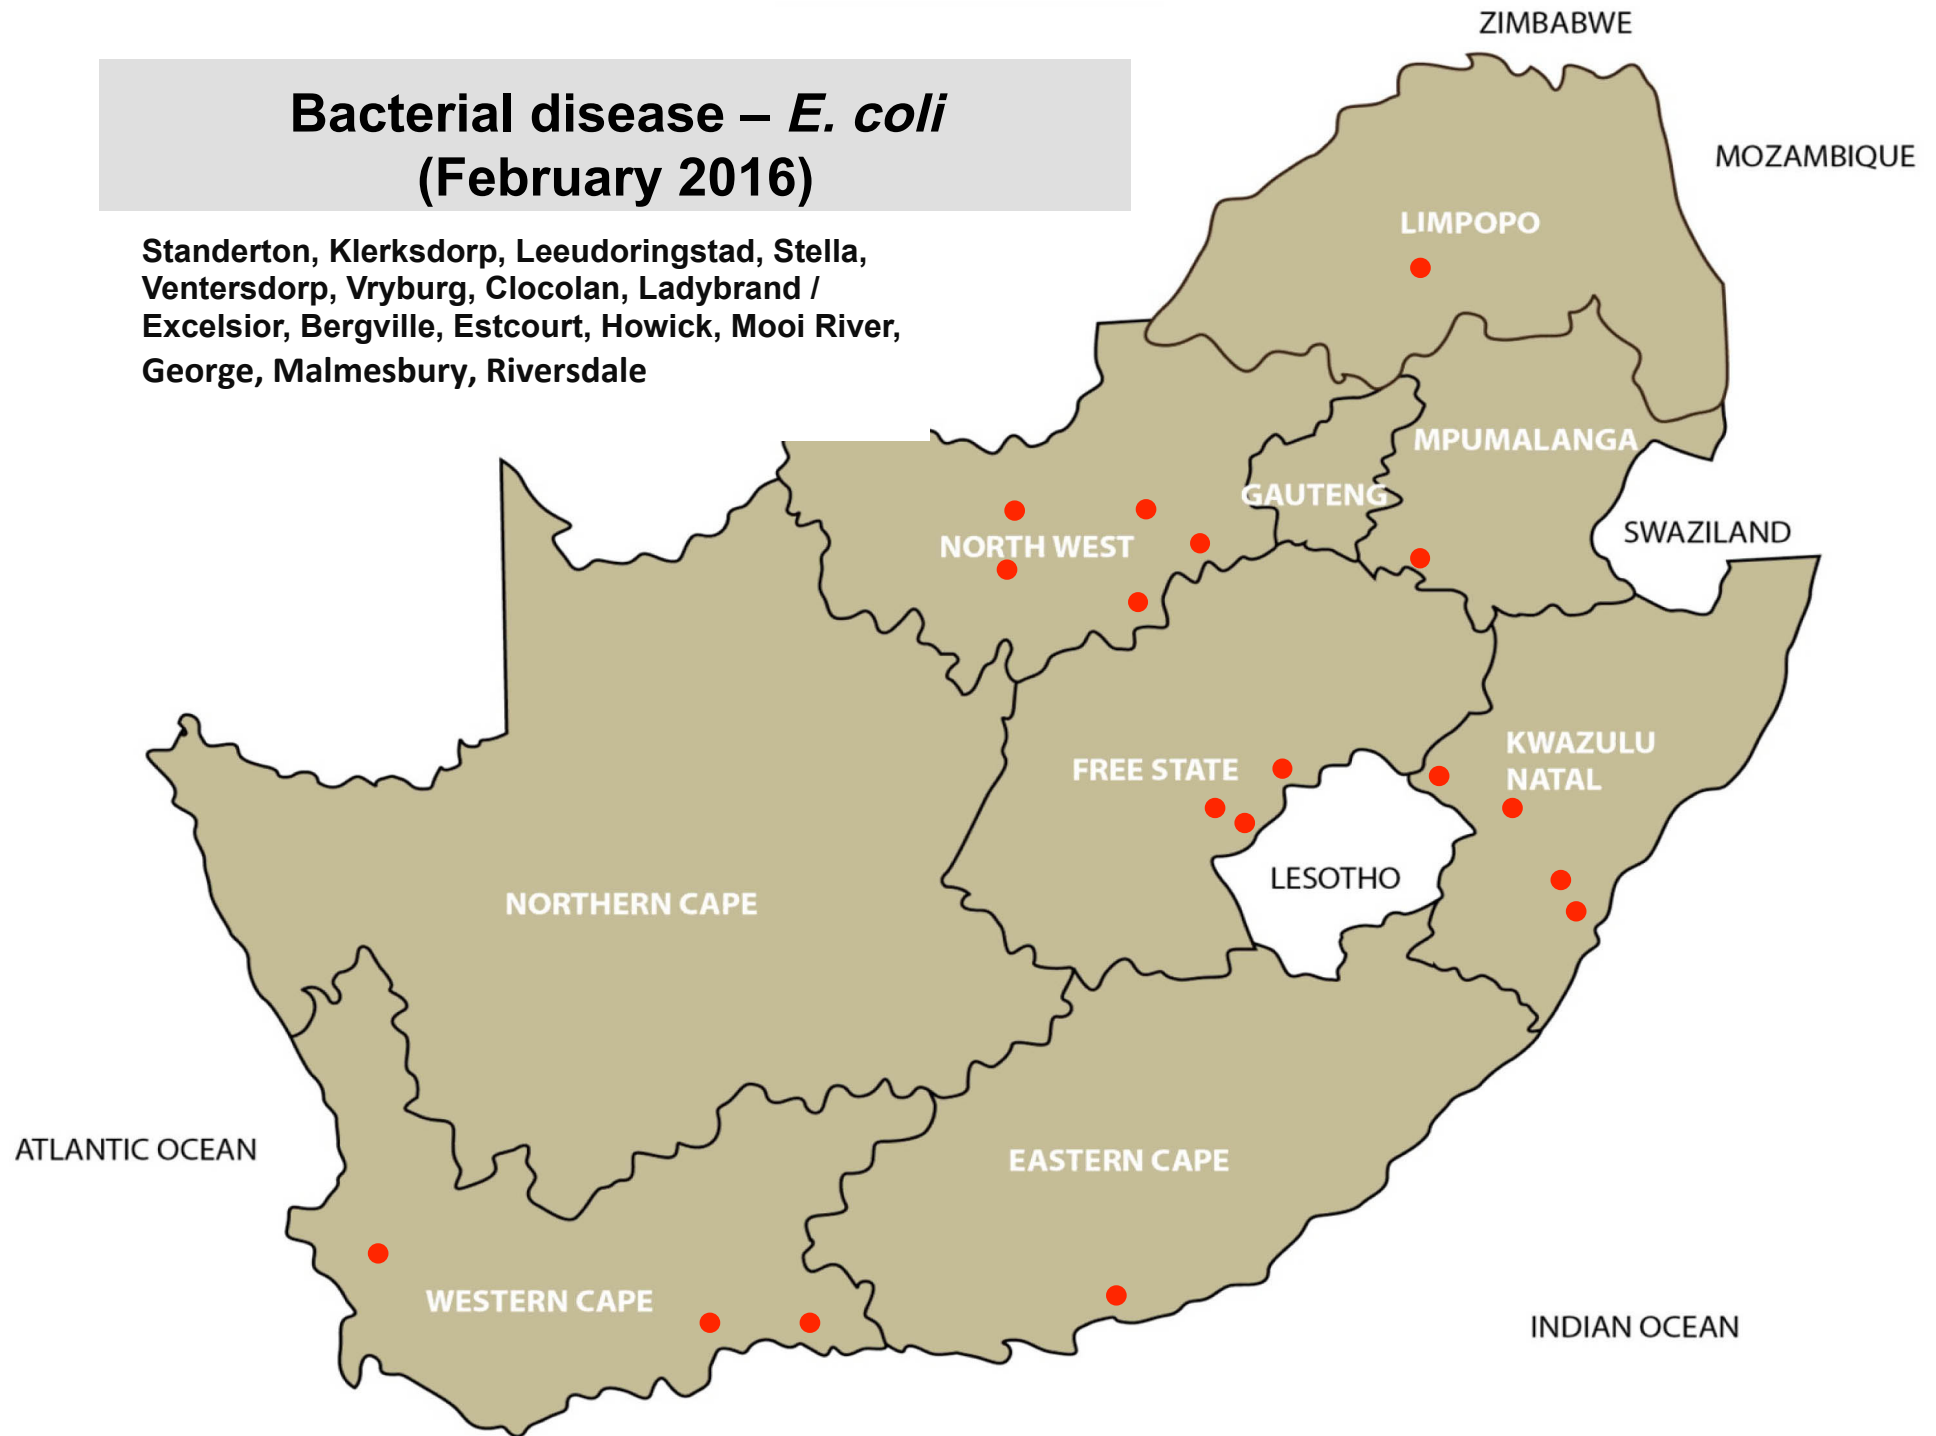 ZIMBABWE
Bacterial disease – E. coli
(February 2016)
MOZAMBIQUE
LIMPOPO
Standerton, Klerksdorp, Leeudoringstad, Stella,
Ventersdorp, Vryburg, Clocolan, Ladybrand /
Excelsior, Bergville, Estcourt, Howick, Mooi River,
George, Malmesbury, Riversdale
MPUMALANGA
GAUTENG
SWAZILAND
NORTH WEST
KWAZULU
NATAL
FREE STATE
LESOTHO
NORTHERN CAPE
ATLANTIC OCEAN
EASTERN CAPE
WESTERN CAPE
INDIAN OCEAN